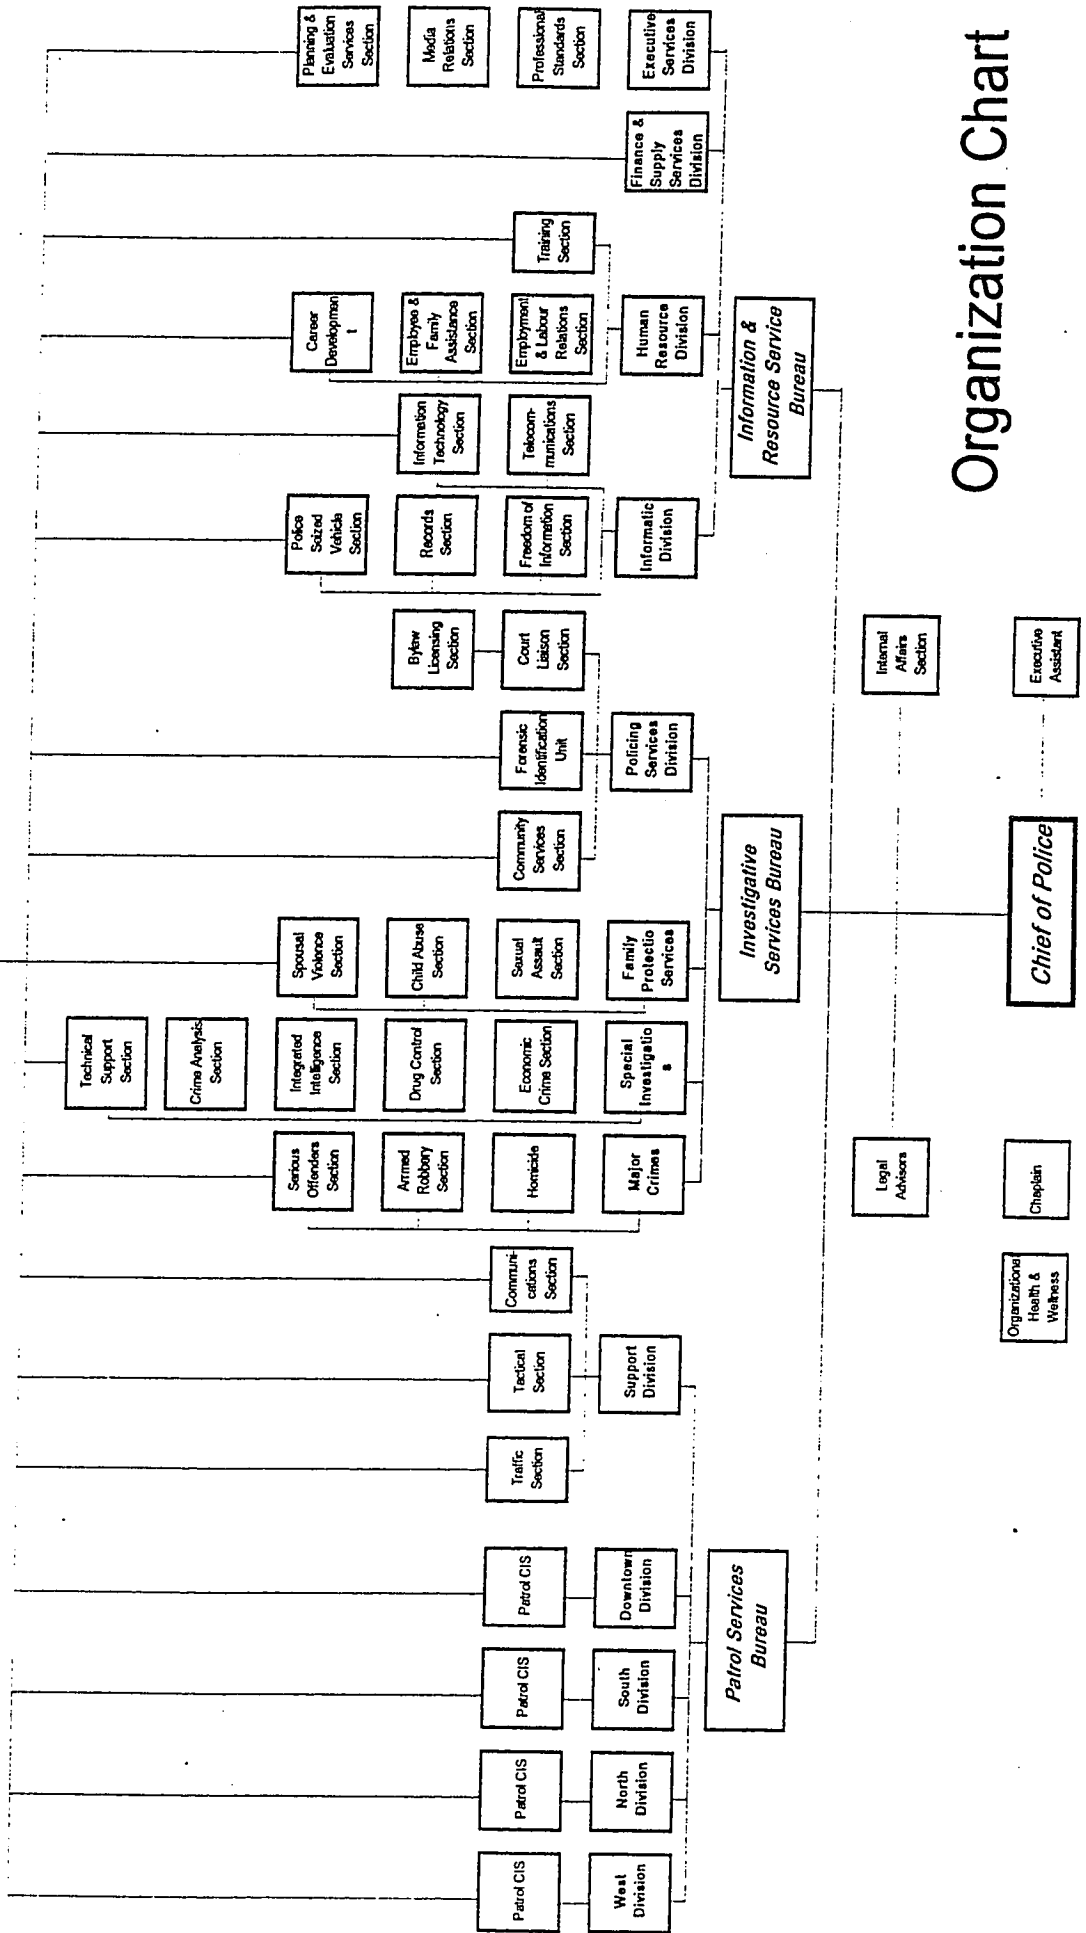 Organization Chart
Chief of Police
Executive
Assistant
Internal
Affairs
Section
Legal
Advisors
Chaplain
Organizational
Health &
Wellness
Patrol Services
Bureau
West
Division
Patrol CIS
North
Division
Patrol CIS
South
Division
Patrol CIS
Downtown
Division
Patrol CIS
Support
Division
Traffic
Section
Tactical
Section
Communi-
cations
Section
Investigative
Services Bureau
Major
Crimes
Homicide
Armed
Robbery
Section
Serious
Offenders
Section
Special
Investigatio
s
Economic
Crime Section
Drug Control
Section
Integrated
Intelligence
Section
Crime Analysis
Section
Technical
Support
Section
Family
Protectio
Services
Sexual
Assault
Section
Child Abuse
Section
Spousal
Violence
Section
Policing
Services
Division
Community
Services
Section
Forensic
Identification
Unit
Court
Liaison
Section
Bylaw
Licensing
Section
Information &
Resource Service
Bureau
Informatic
Division
Freedom of
Information
Section
Records
Section
Police
Seized
Vehicle
Section
Telecom-
munications
Section
Information
Technology
Section
Human
Resource
Division
Employment
& Labour
Relations
Section
Employee &
Family
Assistance
Section
Career
Developmen
t
Training
Section
Finance &
Supply
Services
Division
Executive
Services
Division
Professional
Standards
Section
Media
Relations
Section
Planning &
Evaluation
Services
Section